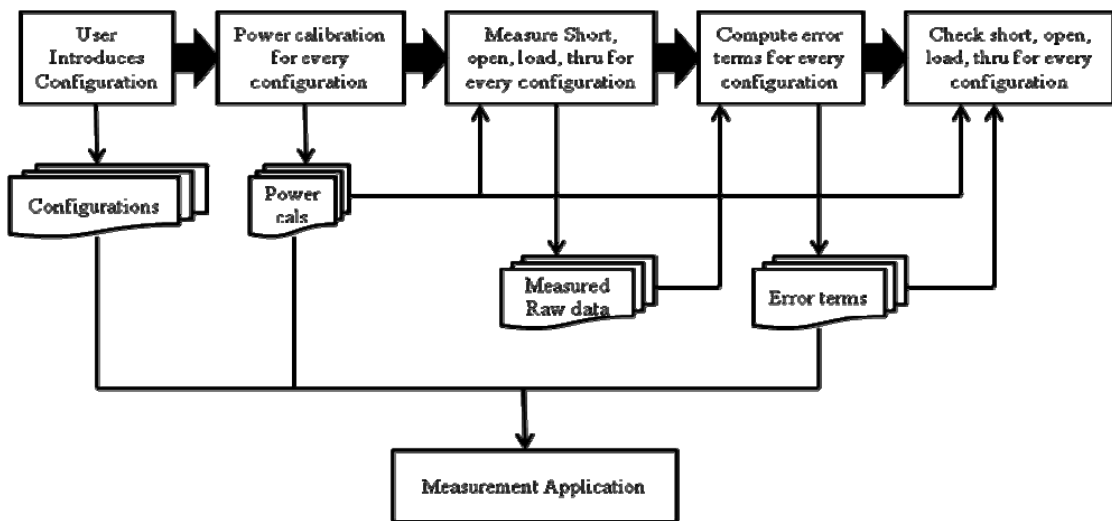 User
Introduces
Configuration
Power calibration
for every
configuration
Measure Short,
open, load, thru for
every configuration
Compute error
terms for every
configuration
Check short, open,
load, thru for every
configuration
Configurations
Power
cals
Measured
Raw data
Error terms
Measurement Application